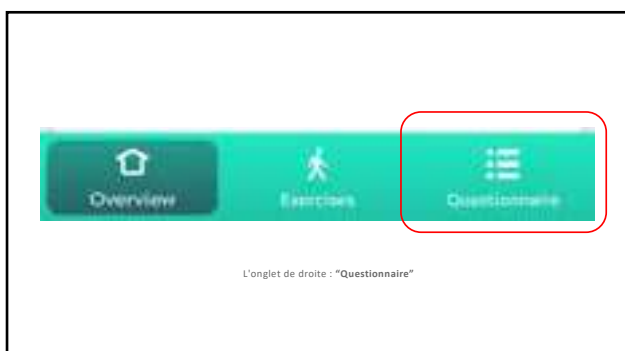 Overview
Exercises
Questionnaire
L'onglet de droite : “Questionnaire”